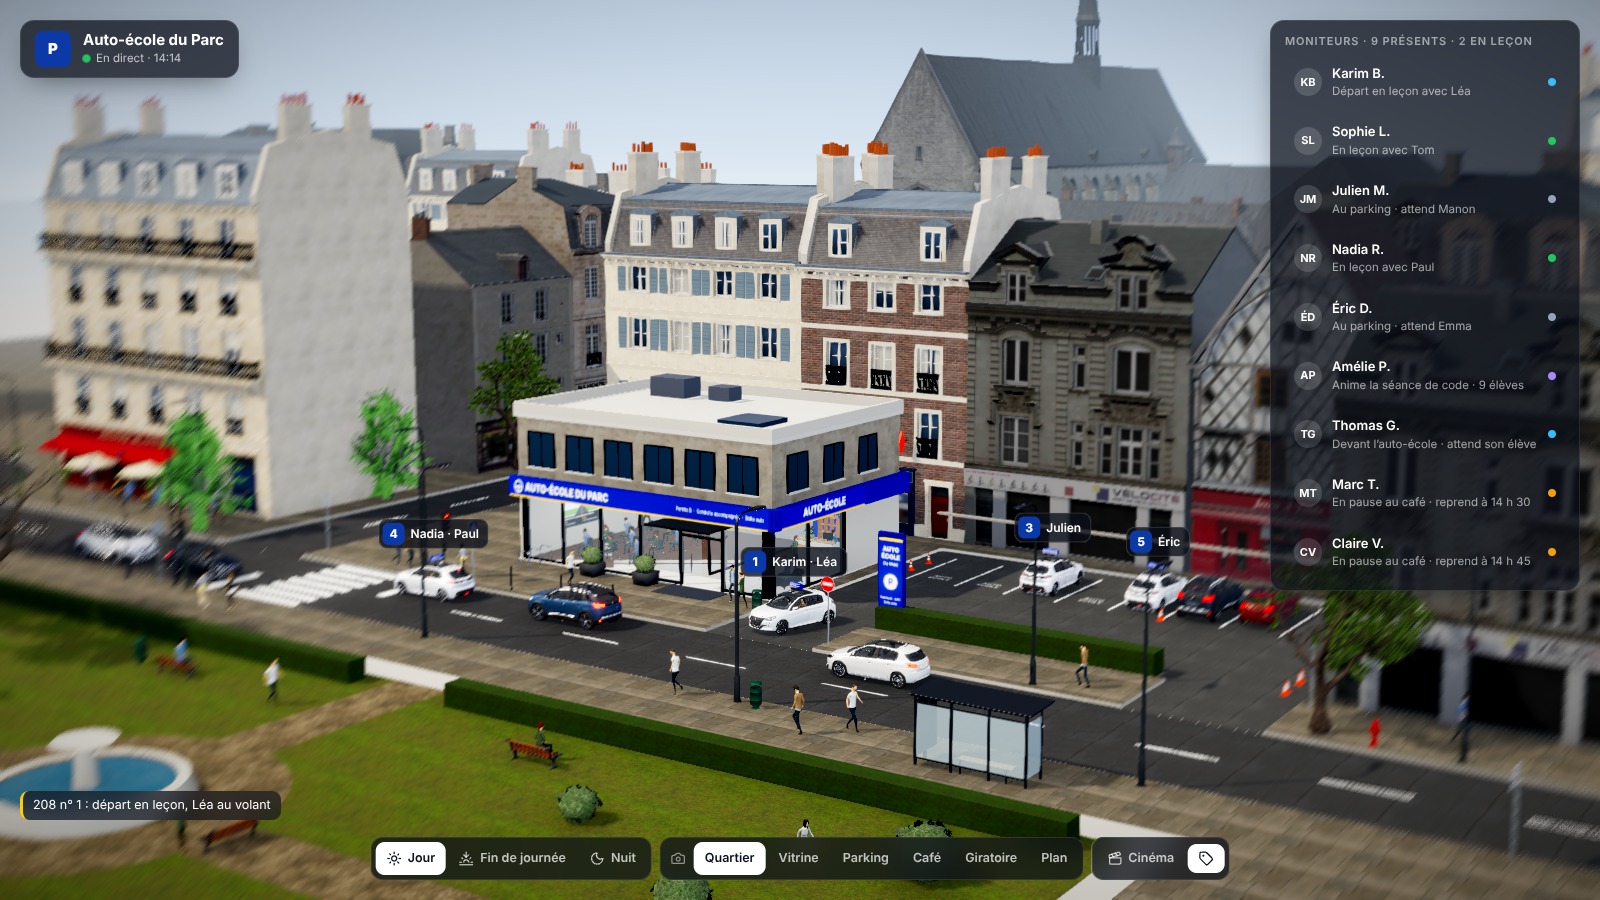 P
Auto-école du Parc
En direct · 14:14
MONITEURS · 9 PRÉSENTS · 2 EN LEÇON
KB
Karim B.
Départ en leçon avec Léa
SL
Sophie L.
En leçon avec Tom
JM
Julien M.
Au parking · attend Manon
NR
Nadia R.
En leçon avec Paul
ÉD
Éric D.
Au parking · attend Emma
AP
Amélie P.
Anime la séance de code · 9 élèves
TG
Thomas G.
Devant l'auto-école · attend son élève
MT
Marc T.
En pause au café · reprend à 14 h 30
CV
Claire V.
En pause au café · reprend à 14 h 45
AUTO-ÉCOLE DU PARC
AUTO-ÉCOLE
VÉLOCITÉ
4 Nadia · Paul
3 Julien
5 Éric
1 Karim · Léa
AUTO
ÉCOLE
P
208 n° 1 : départ en leçon, Léa au volant
Jour
Fin de journée
Nuit
Quartier
Vitrine
Parking
Café
Giratoire
Plan
Cinéma